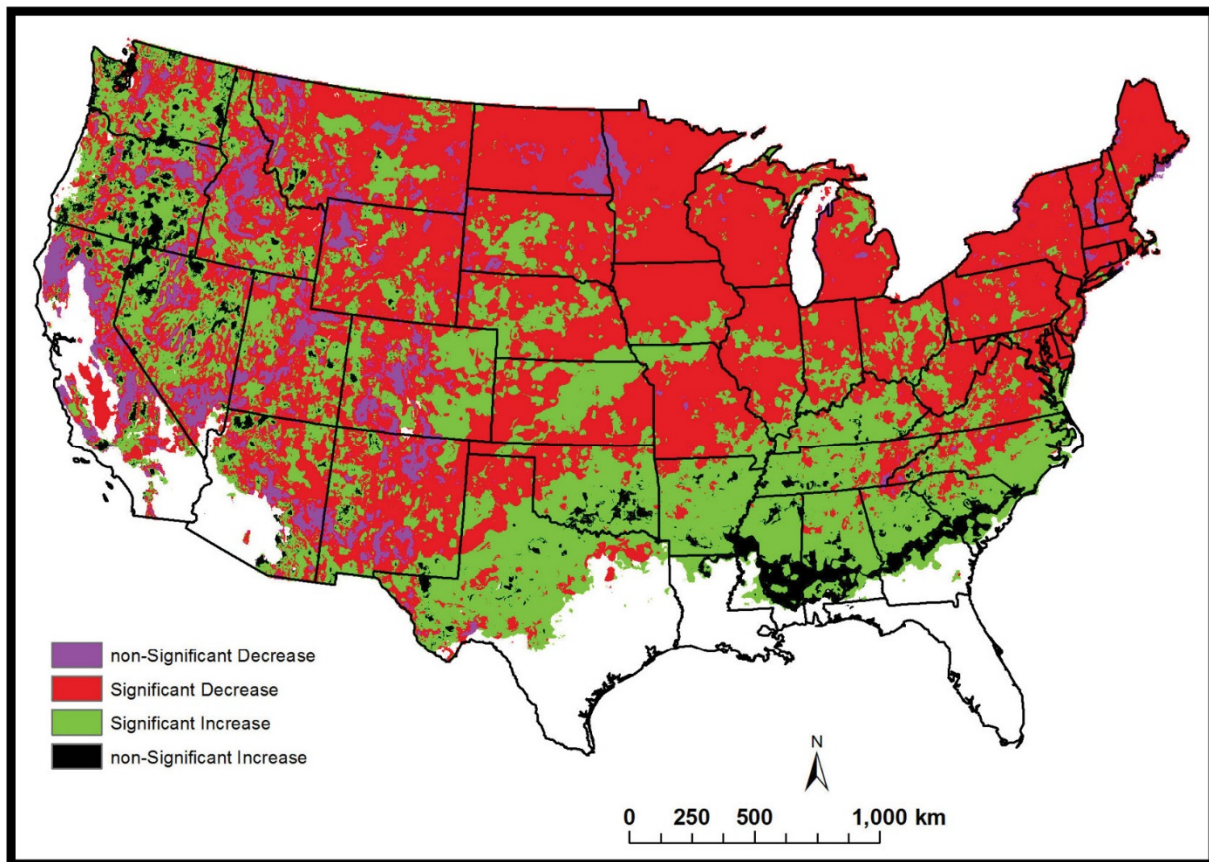 non-Significant Decrease
Significant Decrease
Significant Increase
non-Significant Increase
N
0 250 500 1,000 km